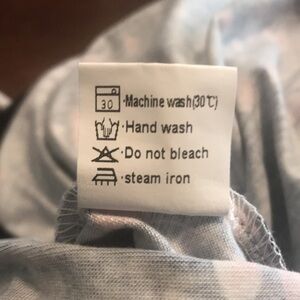 30 ·Machine wash(30℃)
·Hand wash
·Do not bleach
·steam iron